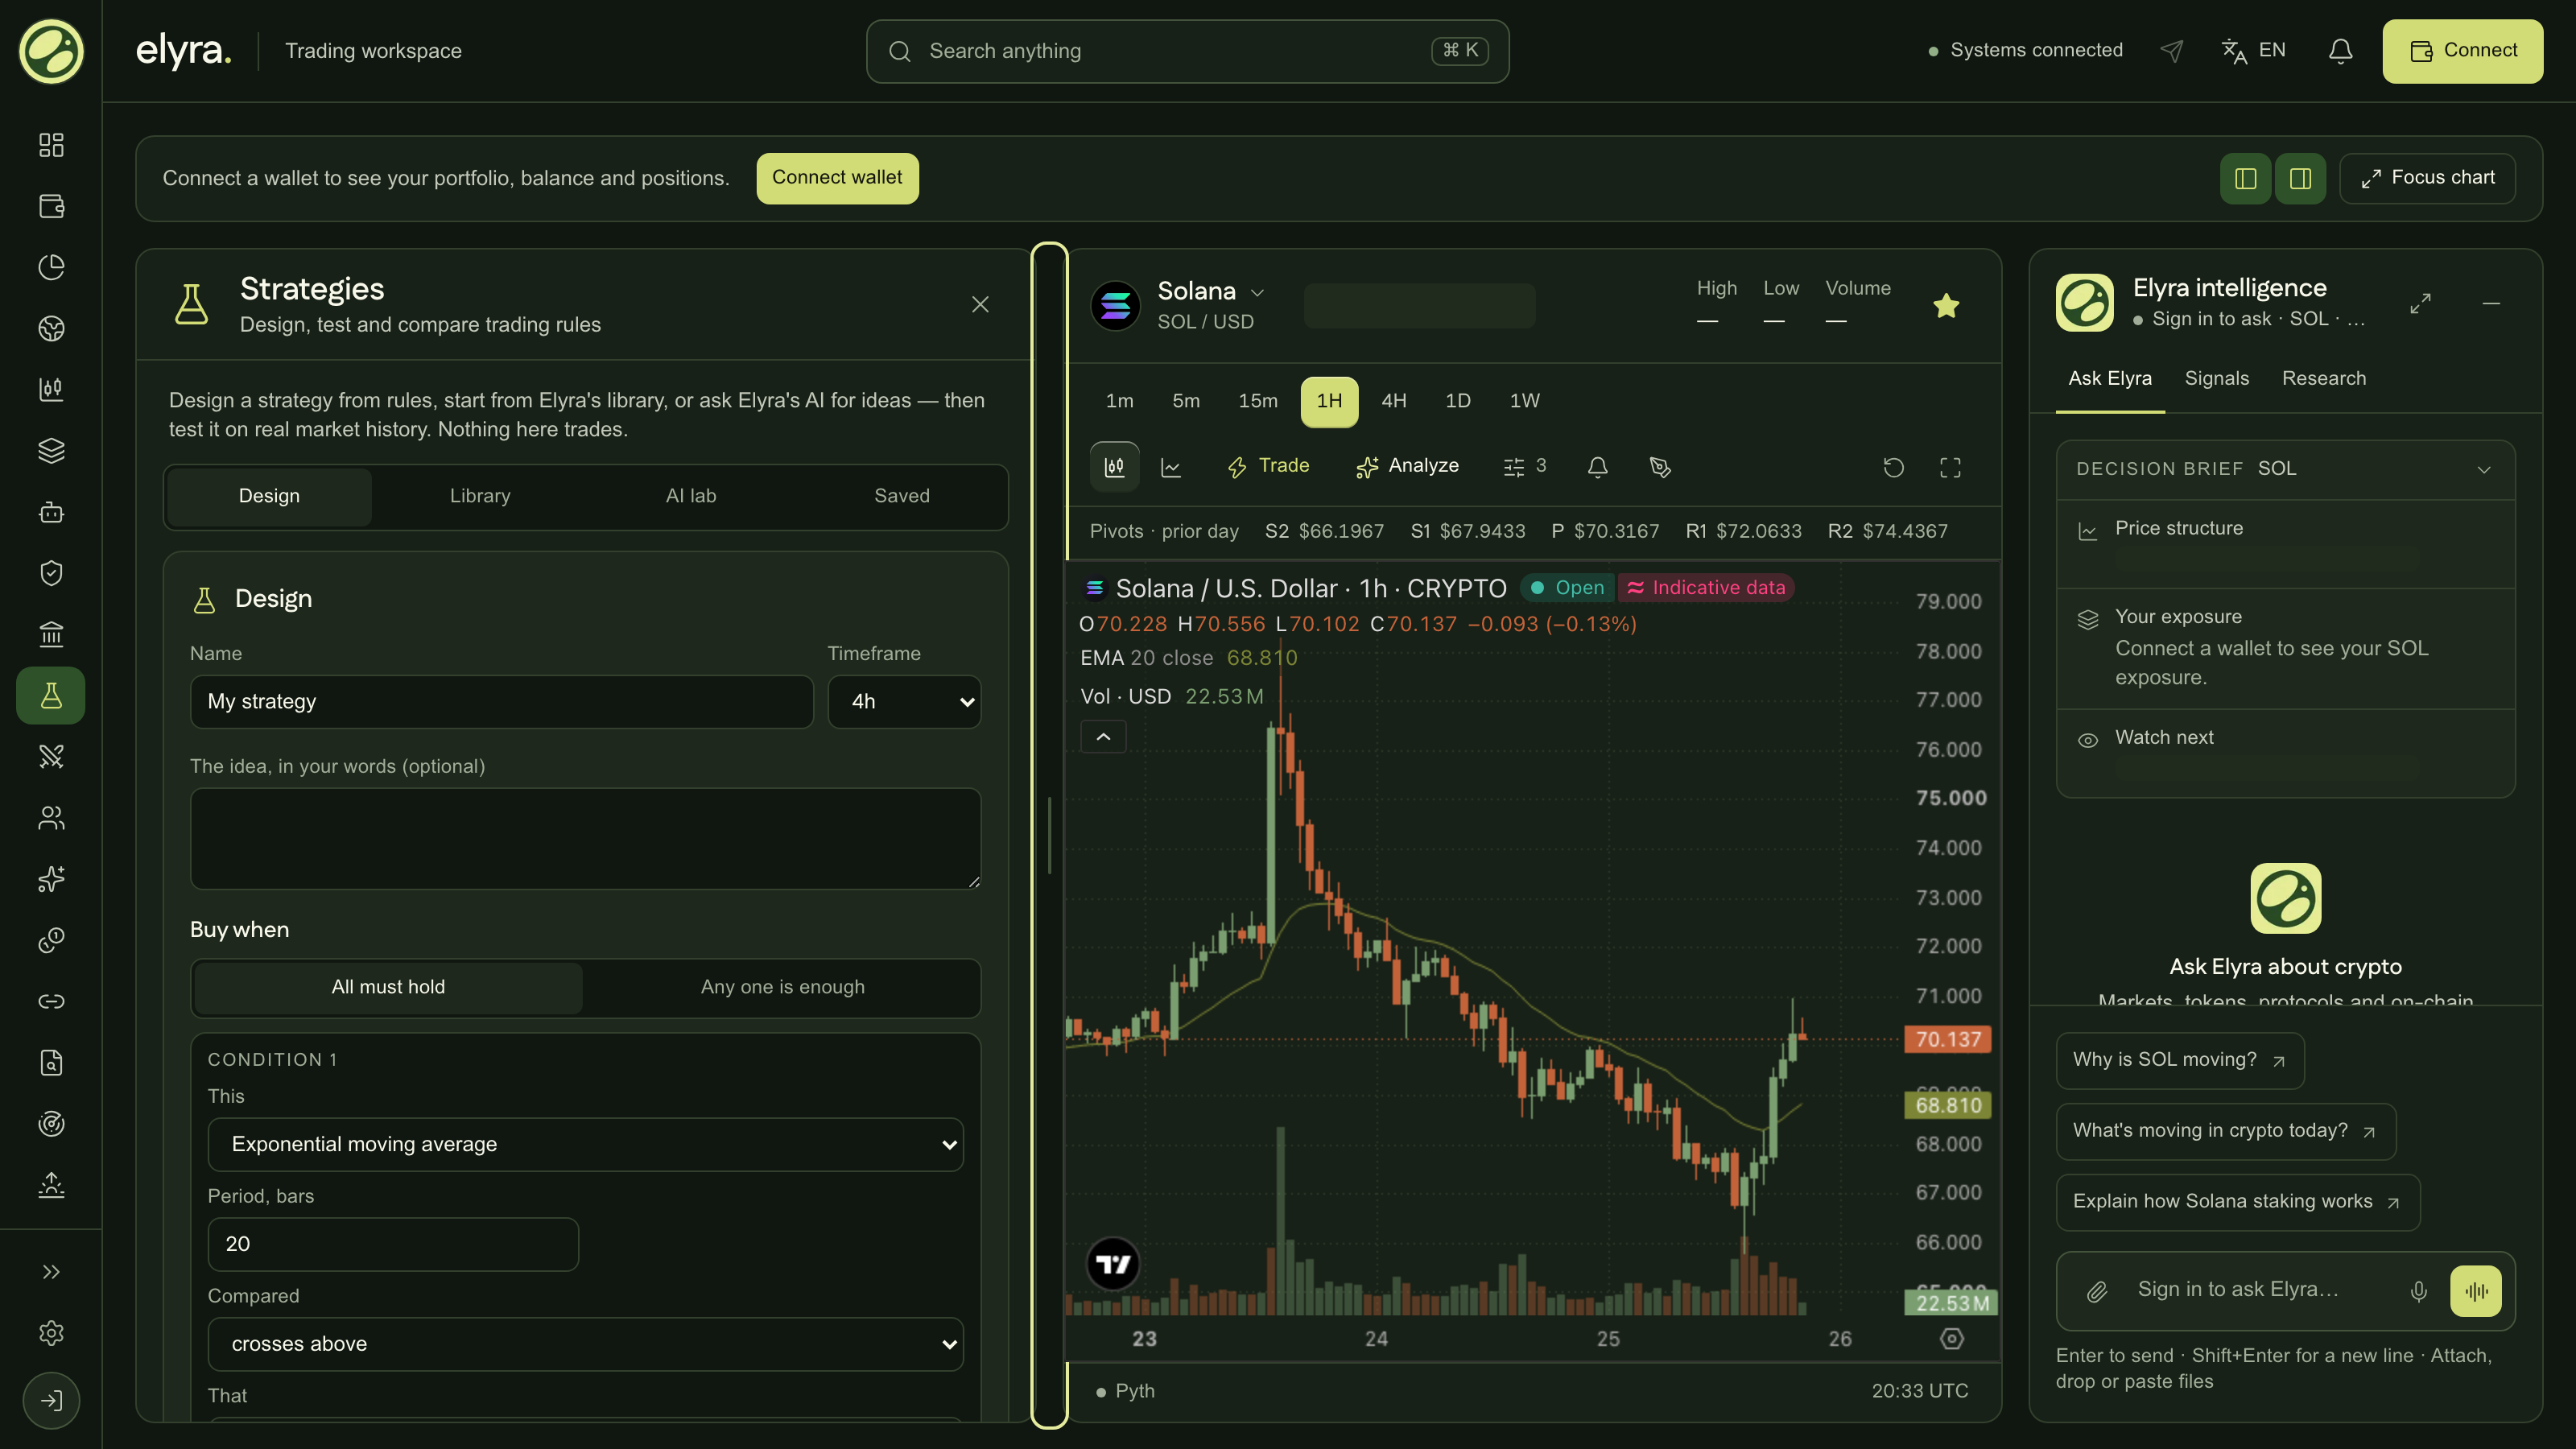 elyra.
Trading workspace
Search anything
⌘ K
Systems connected
EN
Connect
Connect a wallet to see your portfolio, balance and positions.
Connect wallet
Focus chart
Strategies
Design, test and compare trading rules
Design a strategy from rules, start from Elyra's library, or ask Elyra's AI for ideas — then
test it on real market history. Nothing here trades.
Design
Library
AI lab
Saved
Design
Name
Timeframe
My strategy
4h
The idea, in your words (optional)
Buy when
All must hold
Any one is enough
CONDITION 1
This
Exponential moving average
Period, bars
20
Compared
crosses above
That
Solana
SOL / USD
High
—
Low
—
Volume
—
1m 5m 15m 1H 4H 1D 1W
Trade
Analyze
3
Pivots · prior day S2 $66.1967 S1 $67.9433 P $70.3167 R1 $72.0633 R2 $74.4367
Solana / U.S. Dollar · 1h · CRYPTO
Open
Indicative data
O70.228 H70.556 L70.102 C70.137 −0.093 (−0.13%)
EMA 20 close 68.810
Vol · USD 22.53 M
79.000
78.000
77.000
76.000
75.000
74.000
73.000
72.000
71.000
70.137
68.810
68.000
67.000
66.000
22.53 M
23 24 25 26
Pyth
20:33 UTC
Elyra intelligence
Sign in to ask · SOL · …
Ask Elyra
Signals
Research
DECISION BRIEF SOL
Price structure
Your exposure
Connect a wallet to see your SOL
exposure.
Watch next
Ask Elyra about crypto
Markets, tokens, protocols and on-chain
Why is SOL moving?
What's moving in crypto today?
Explain how Solana staking works
Sign in to ask Elyra…
Enter to send · Shift+Enter for a new line · Attach,
drop or paste files